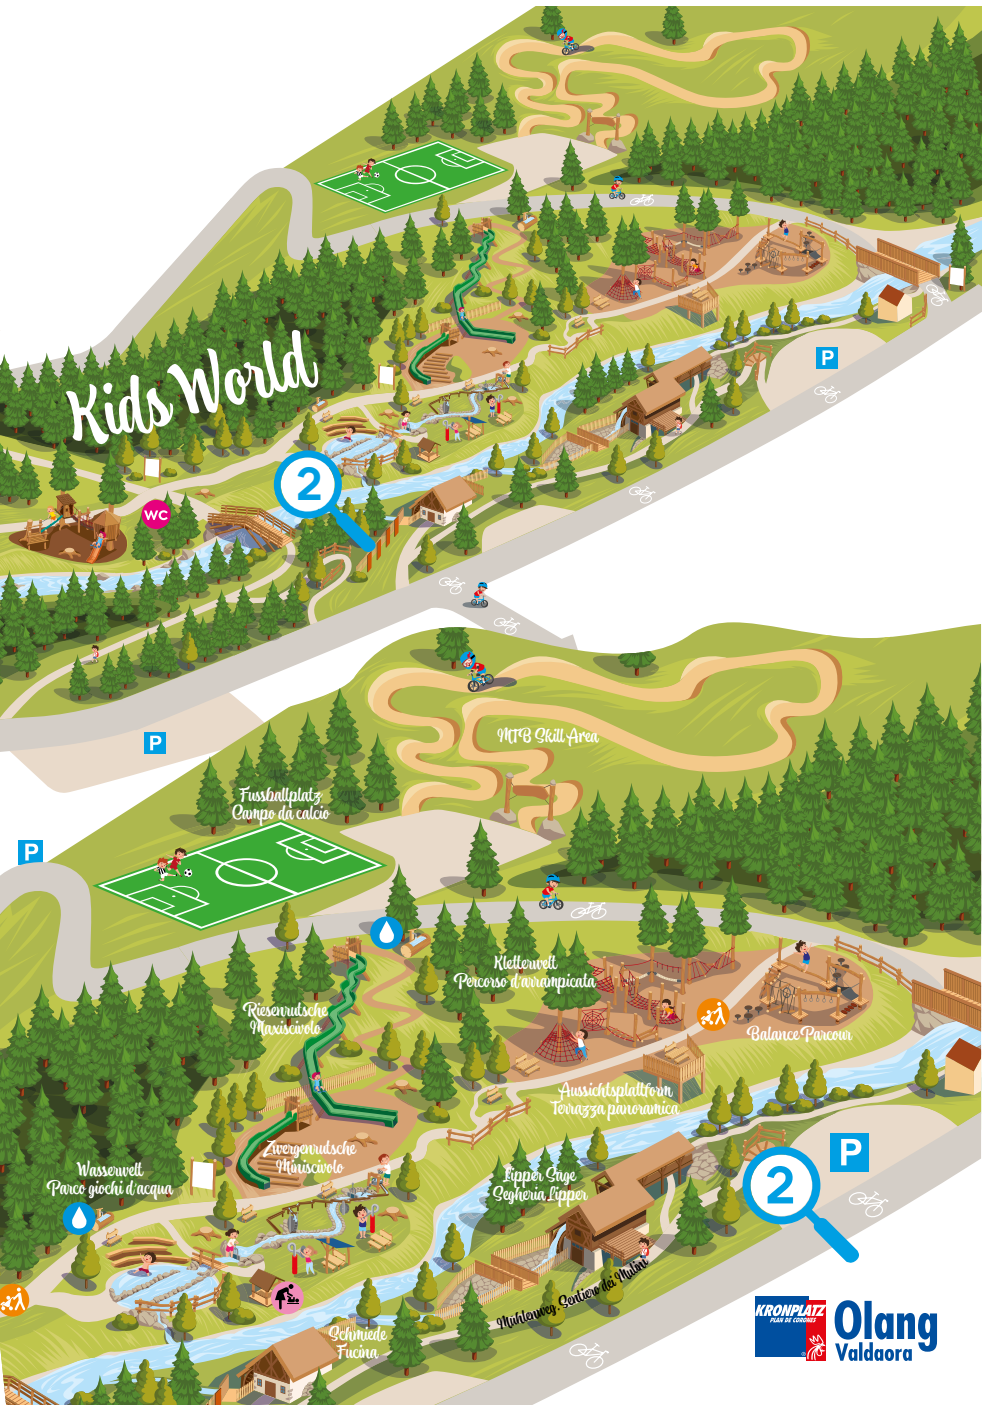 P
Kids World
2
WC
P
MTB Skill Area
Fussballplatz
Campo da calcio
P
Kletterwelt
Percorso d'arrampicata
Riesenrutsche
Maxiscivolo
Balance Parcour
Aussichtsplattform
Terrazza panoramica
Zwergenrutsche
Miniscivolo
P
Wasserwelt
Parco giochi d'acqua
Lipper Säge
Segheria Lipper
2
Mühlenweg. Sentiero dei Mulini
KRONPLATZ
PLAN DE CORONES
Olang
Valdaora
Schmiede
Fucina